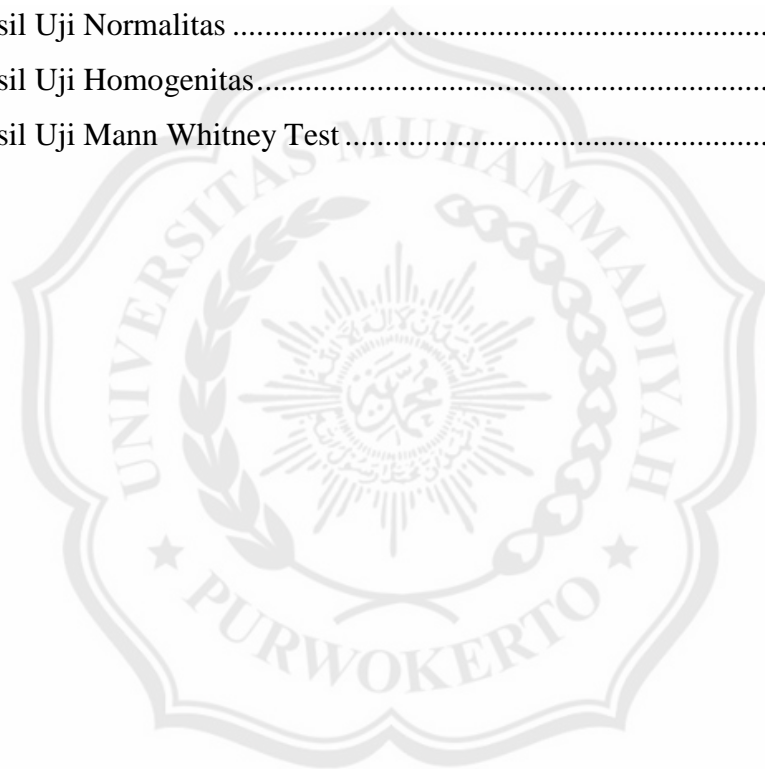 sil Uji Normalitas ........................................................................
sil Uji Homogenitas.....................................................................
sil Uji Mann Whitney Test .........................................................
UNIVERSITAS MUHAMMADIYAH
PURWOKERTO